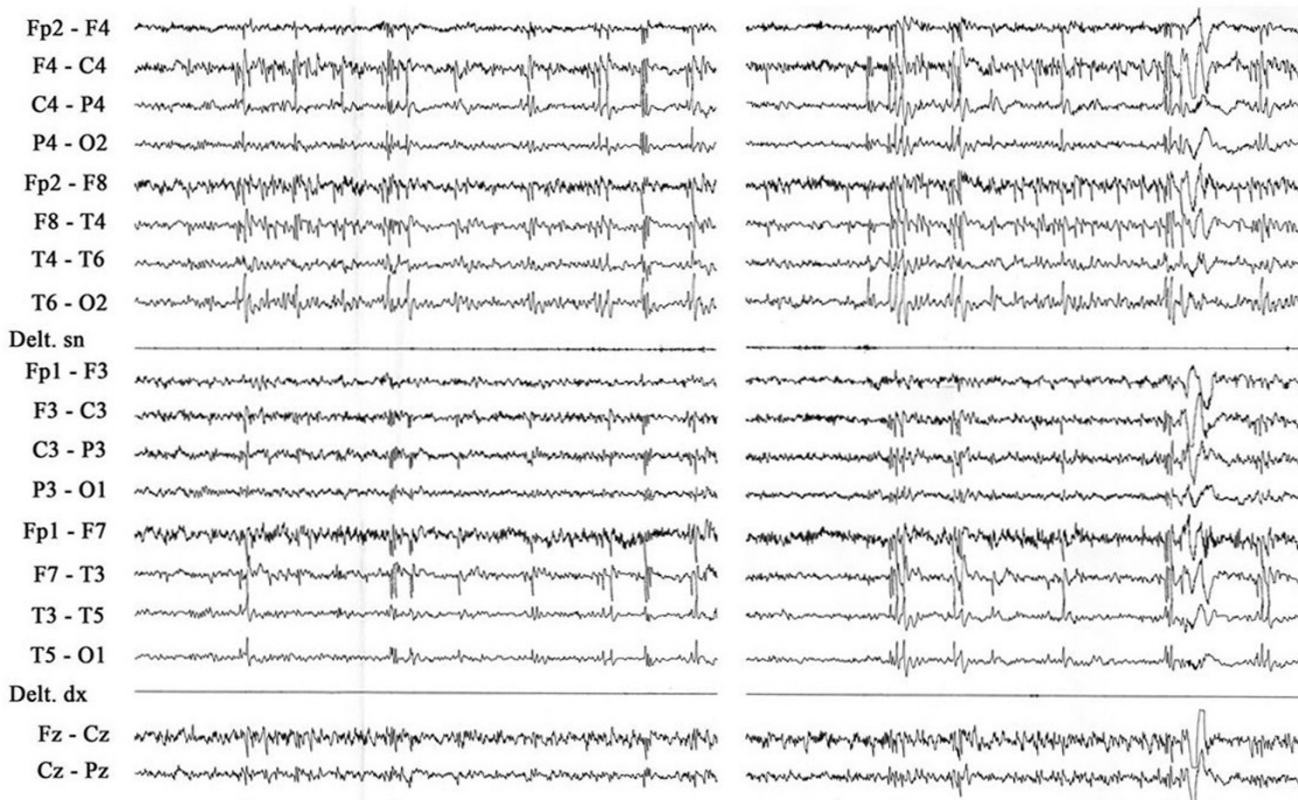 Fp2 - F4
F4 - C4
C4 - P4
P4 - O2
Fp2 - F8
F8 - T4
T4 - T6
T6 - O2
Delt. sn
Fp1 - F3
F3 - C3
C3 - P3
P3 - O1
Fp1 - F7
F7 - T3
T3 - T5
T5 - O1
Delt. dx
Fz - Cz
Cz - Pz